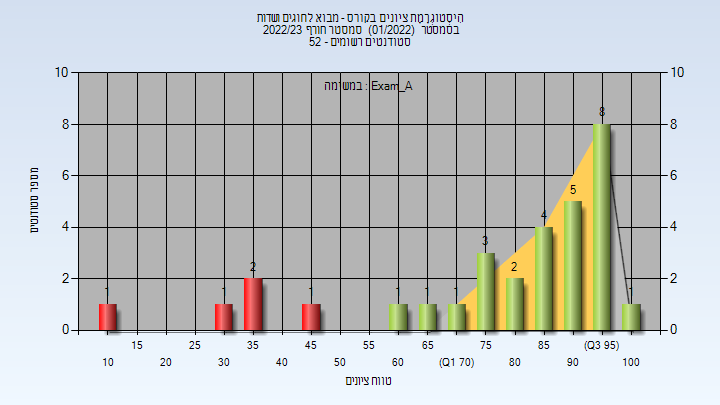 היסטוגרמת ציונים בקורס - מבוא לחוגים ושדות
בסמסטר (01/2022) סמסטר חורף 2022/23
סטודנטים רשומים - 52
במשימה : Exam_A
מספר סטודנטים
10 10
8 8
6 6
4 4
2 2
0 0
1 1 2 1 1 1 1 3 2 4 5 8 1
15 25 35 45 55 65 75 85 (Q3 95)
10 20 30 40 50 60 (Q1 70) 80 90 100
טווח ציונים